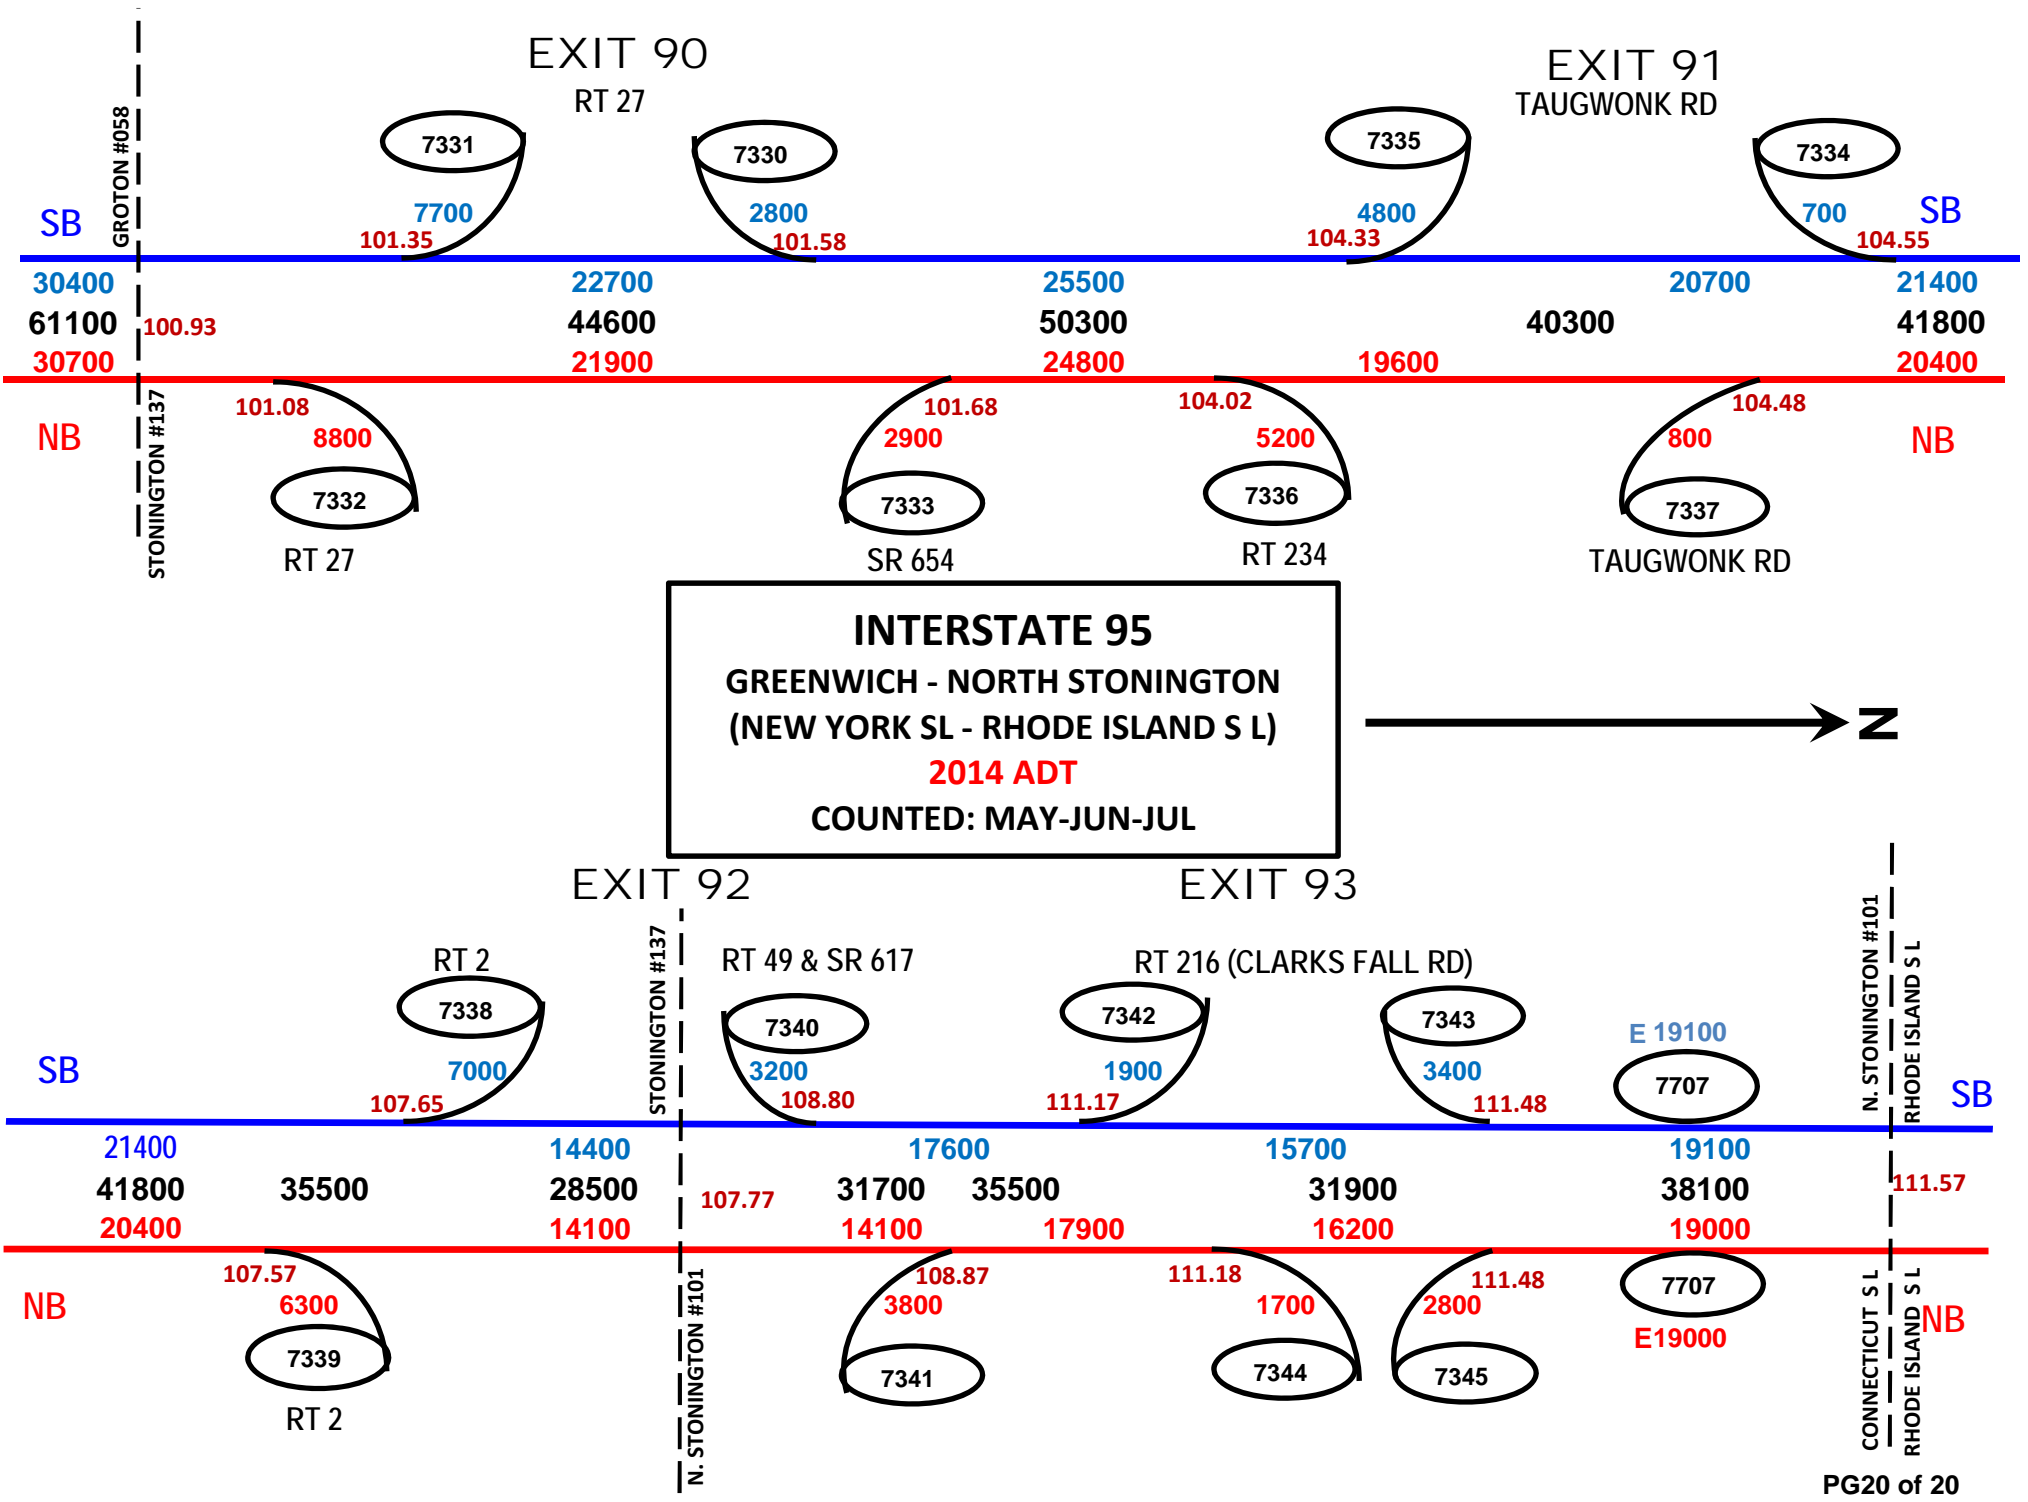 EXIT 90
RT 27
EXIT 91
TAUGWONK RD
GROTON #058
STONINGTON #137
7331
7330
7335
7334
SB
7700
2800
4800
700
SB
101.35
101.58
104.33
104.55
30400
22700
25500
20700
21400
61100
100.93
44600
50300
40300
41800
30700
21900
24800
19600
20400
NB
101.08
101.68
104.02
104.48
NB
8800
2900
5200
800
7332
7333
7336
7337
RT 27
SR 654
RT 234
TAUGWONK RD
INTERSTATE 95
GREENWICH - NORTH STONINGTON
(NEW YORK SL - RHODE ISLAND S L)
2014 ADT
COUNTED: MAY-JUN-JUL
N
EXIT 92
EXIT 93
RT 2
STONINGTON #137
N. STONINGTON #101
RT 49 & SR 617
RT 216 (CLARKS FALL RD)
N. STONINGTON #101
RHODE ISLAND S L
7338
7340
7342
7343
E 19100
7707
SB
7000
3200
1900
3400
SB
107.65
108.80
111.17
111.48
21400
14400
17600
15700
19100
41800
35500
28500
107.77
31700
35500
31900
38100
111.57
20400
14100
14100
17900
16200
19000
NB
107.57
108.87
111.18
111.48
7707
NB
6300
3800
1700
2800
E19000
7339
7341
7344
7345
RT 2
CONNECTICUT S L
RHODE ISLAND S L
PG20 of 20